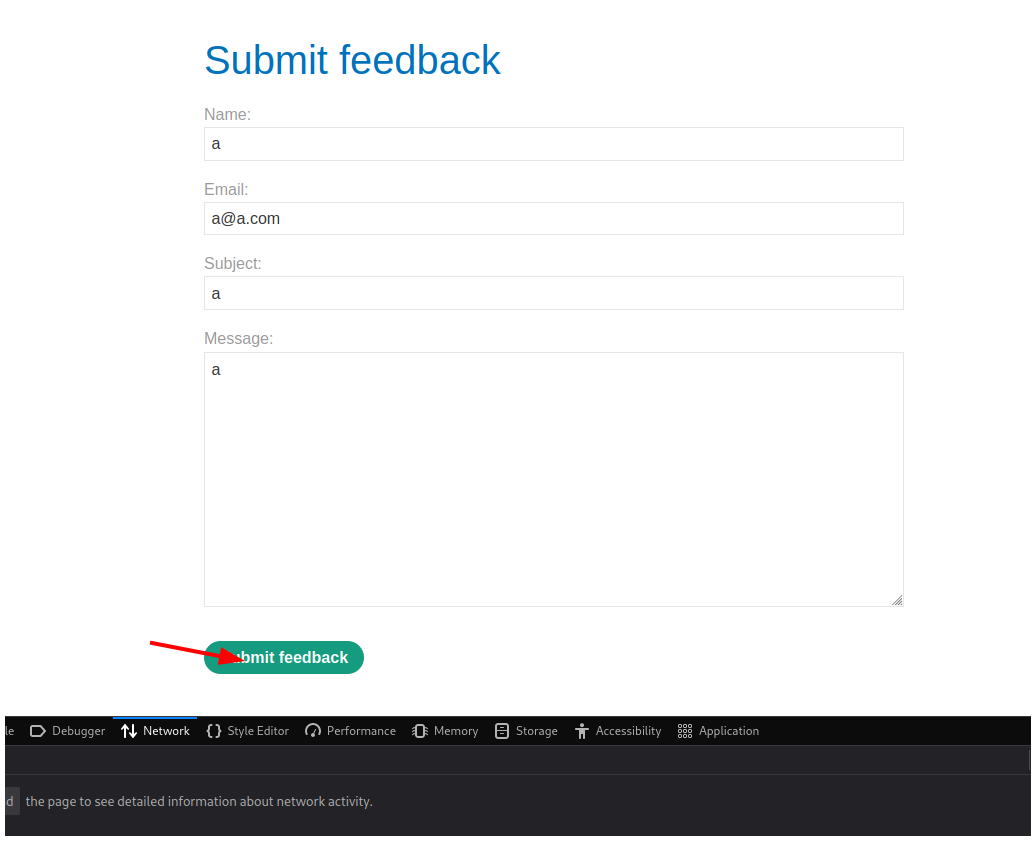 Submit feedback
Name:
a
Email:
a@a.com
Subject:
a
Message:
a
bmit feedback
le Debugger Network Style Editor Performance Memory Storage Accessibility Application
d the page to see detailed information about network activity.